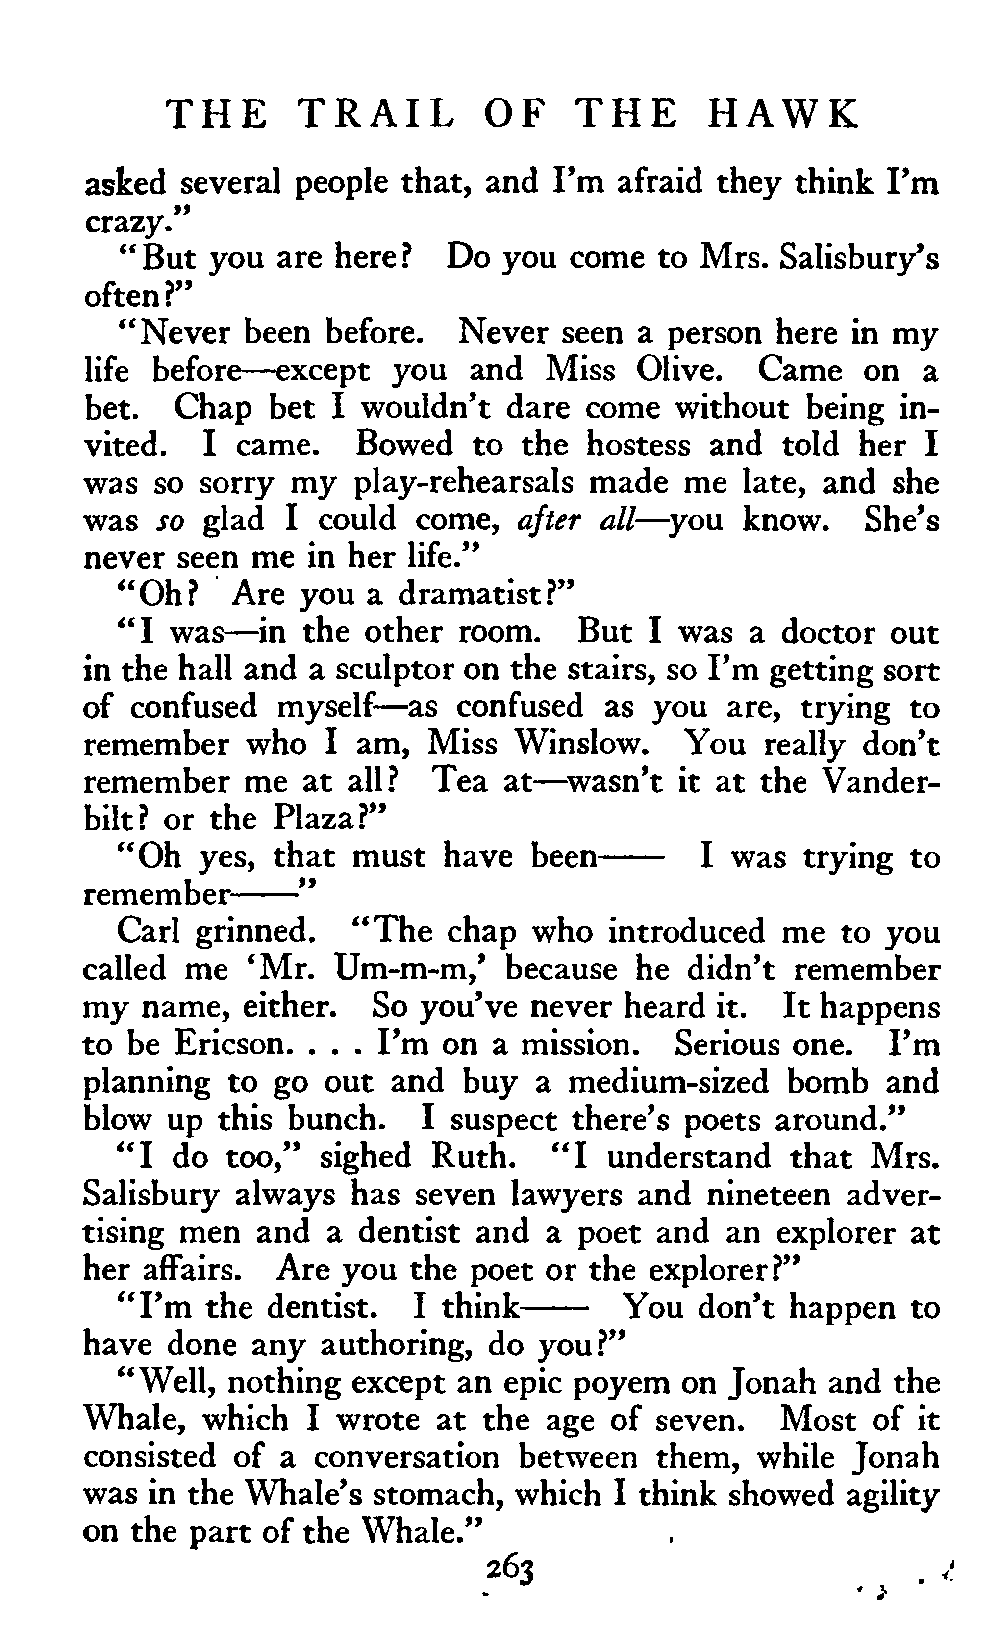 THE TRAIL OF THE HAWK
asked several people that, and I'm afraid they think I'm
crazy."
"But you are here? Do you come to Mrs. Salisbury's
often?"
"Never been before. Never seen a person here in my
life before—except you and Miss Olive. Came on a
bet. Chap bet I wouldn't dare come without being in-
vited. I came. Bowed to the hostess and told her I
was so sorry my play-rehearsals made me late, and she
was so glad I could come, after all—you know. She's
never seen me in her life."
"Oh? Are you a dramatist?"
"I was—in the other room. But I was a doctor out
in the hall and a sculptor on the stairs, so I'm getting sort
of confused myself—as confused as you are, trying to
remember who I am, Miss Winslow. You really don't
remember me at all? Tea at—wasn't it at the Vander-
bilt? or the Plaza?"
"Oh yes, that must have been—— I was trying to
remember——"
Carl grinned. "The chap who introduced me to you
called me 'Mr. Um-m-m,' because he didn't remember
my name, either. So you've never heard it. It happens
to be Ericson. . . . I'm on a mission. Serious one. I'm
planning to go out and buy a medium-sized bomb and
blow up this bunch. I suspect there's poets around."
"I do too," sighed Ruth. "I understand that Mrs.
Salisbury always has seven lawyers and nineteen adver-
tising men and a dentist and a poet and an explorer at
her affairs. Are you the poet or the explorer?"
"I'm the dentist. I think—— You don't happen to
have done any authoring, do you?"
"Well, nothing except an epic poyem on Jonah and the
Whale, which I wrote at the age of seven. Most of it
consisted of a conversation between them, while Jonah
was in the Whale's stomach, which I think showed agility
on the part of the Whale."
263